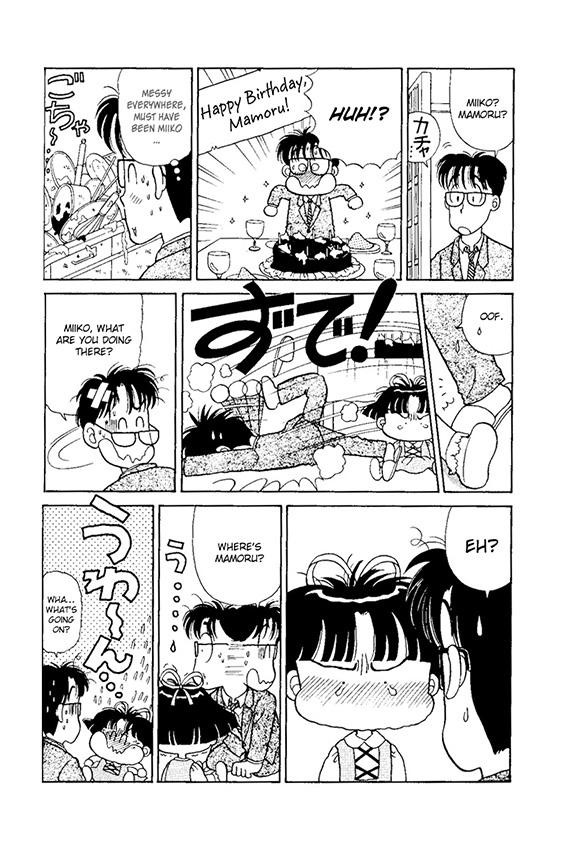 MIIKO?
MAMORU?
カチャ
Happy Birthday,
Mamoru!
HUH!?
MESSY
EVERYWHERE,
MUST HAVE
BEEN MIIKO
...
ごちゃ〜
OOF.
ずで!
MIIKO, WHAT
ARE YOU DOING
THERE?
EH?
WHERE'S
MAMORU?
う...
WHA...
WHAT'S
GOING
ON?
うわ〜ん...